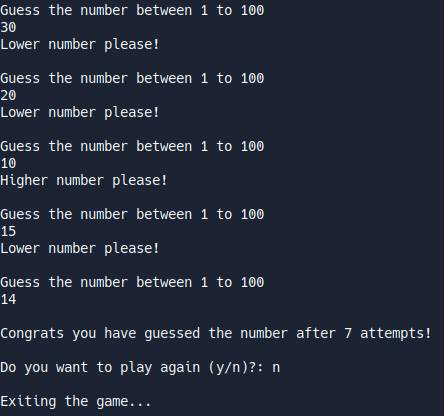 Guess the number between 1 to 100
30
Lower number please!
Guess the number between 1 to 100
20
Lower number please!
Guess the number between 1 to 100
10
Higher number please!
Guess the number between 1 to 100
15
Lower number please!
Guess the number between 1 to 100
14
Congrats you have guessed the number after 7 attempts!
Do you want to play again (y/n)?: n
Exiting the game...